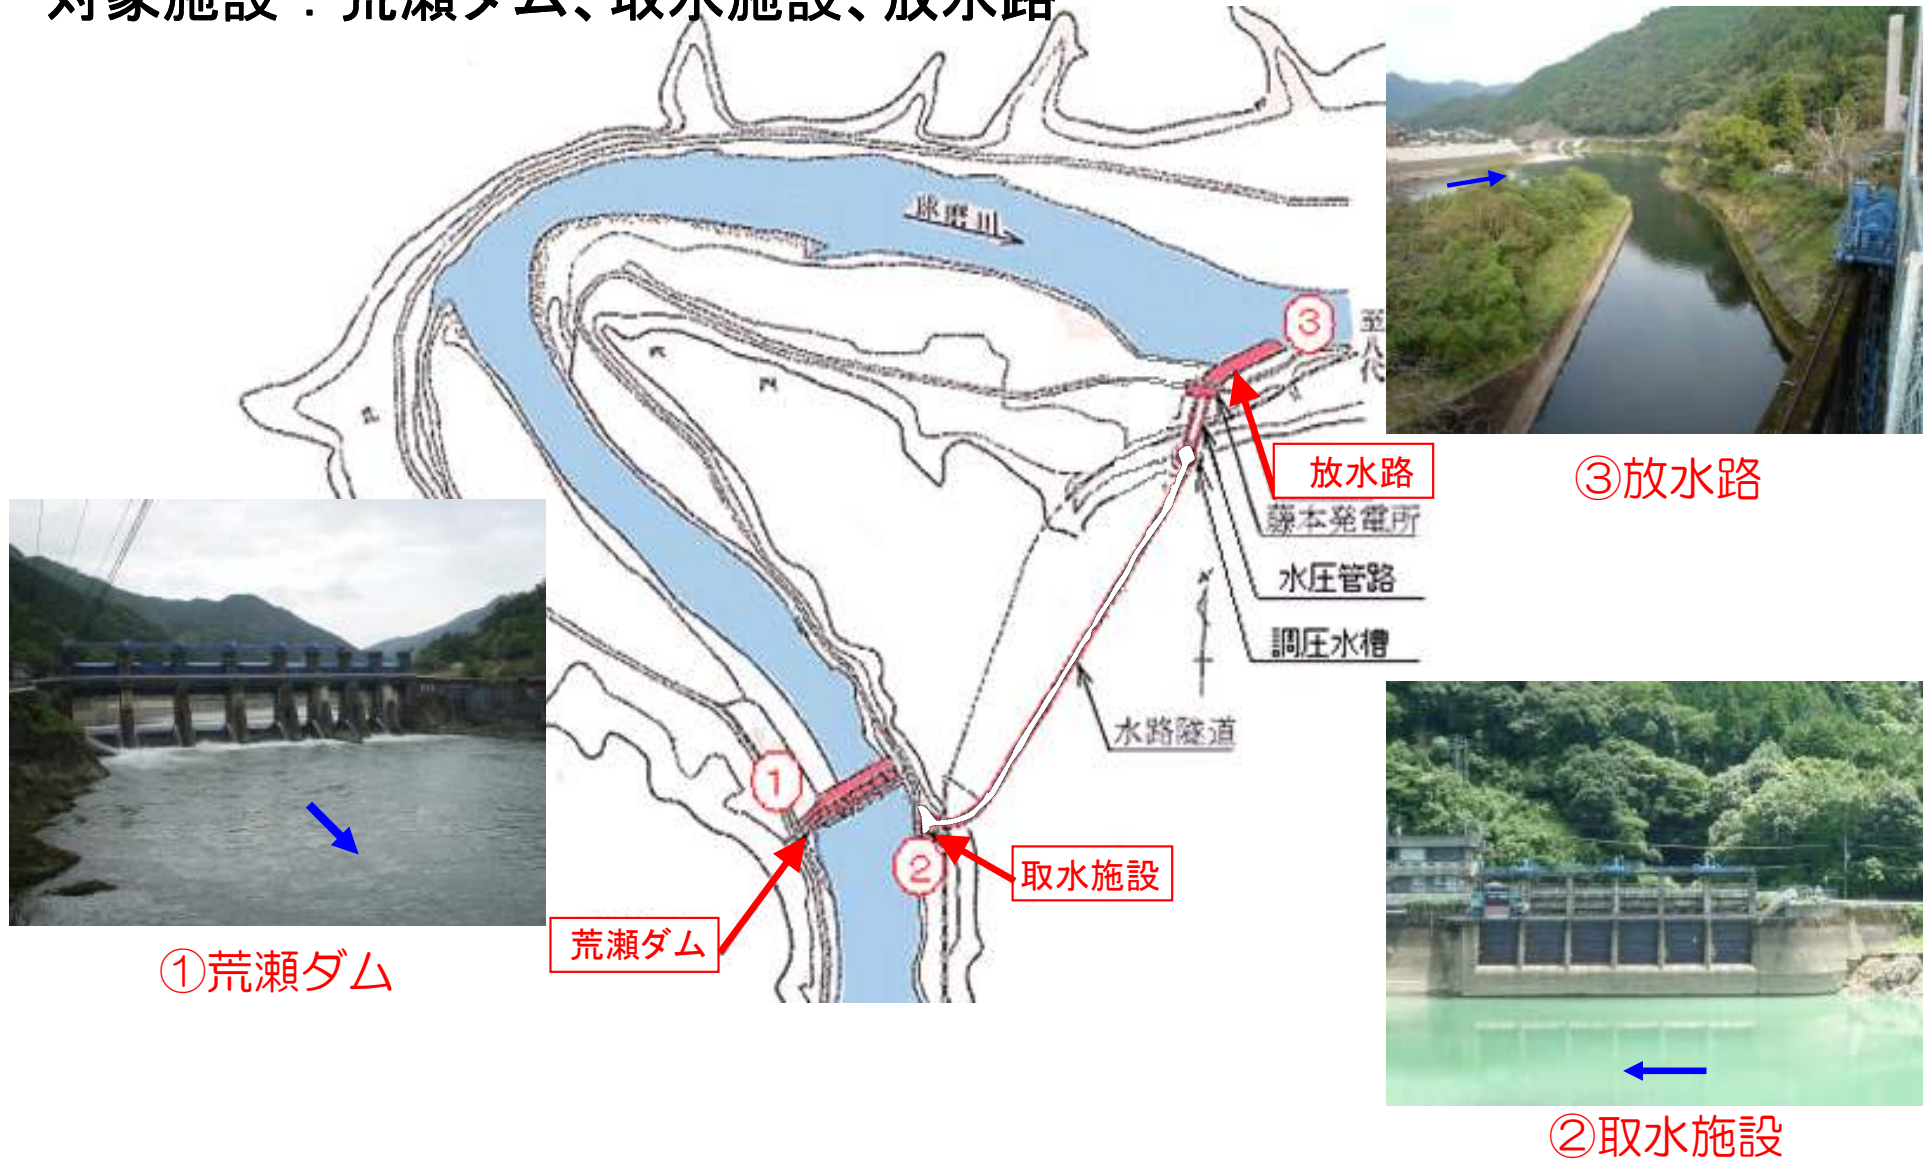 対象施設：荒瀬ダム、取水施設、放水路
球磨川
③
至八代
放水路
③放水路
藤本発電所
水圧管路
調圧水槽
水路隧道
①
②
取水施設
荒瀬ダム
①荒瀬ダム
②取水施設